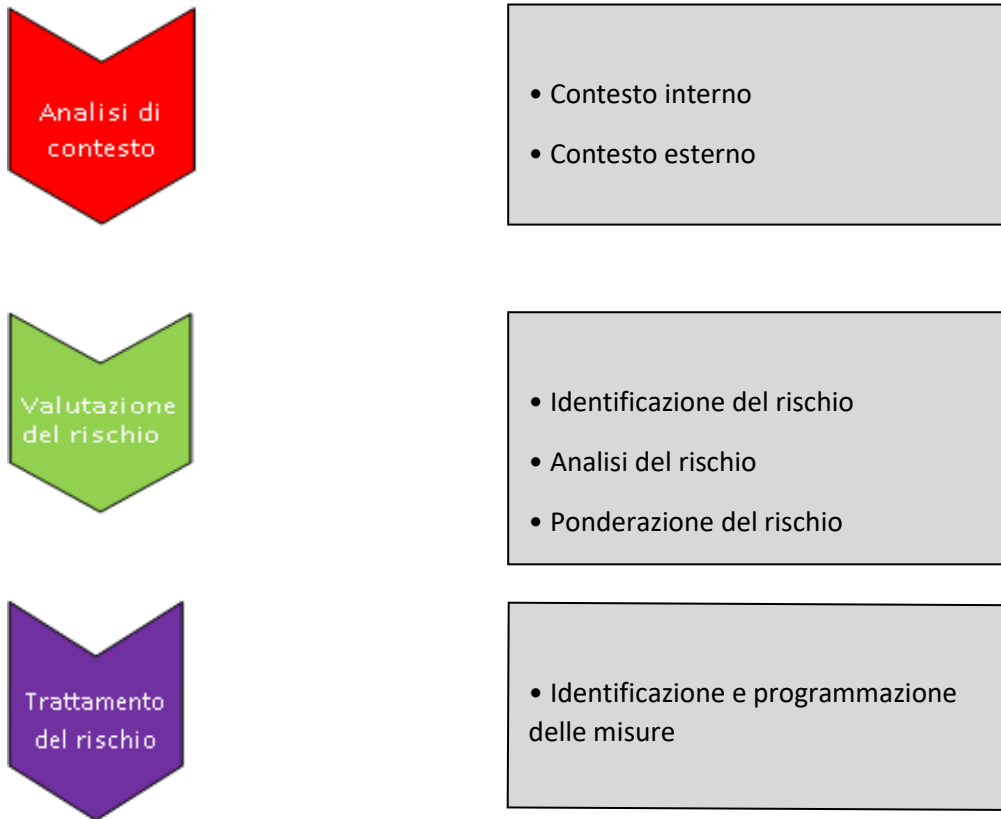 Analisi di
contesto
• Contesto interno
• Contesto esterno
Valutazione
del rischio
• Identificazione del rischio
• Analisi del rischio
• Ponderazione del rischio
Trattamento
del rischio
• Identificazione e programmazione
delle misure